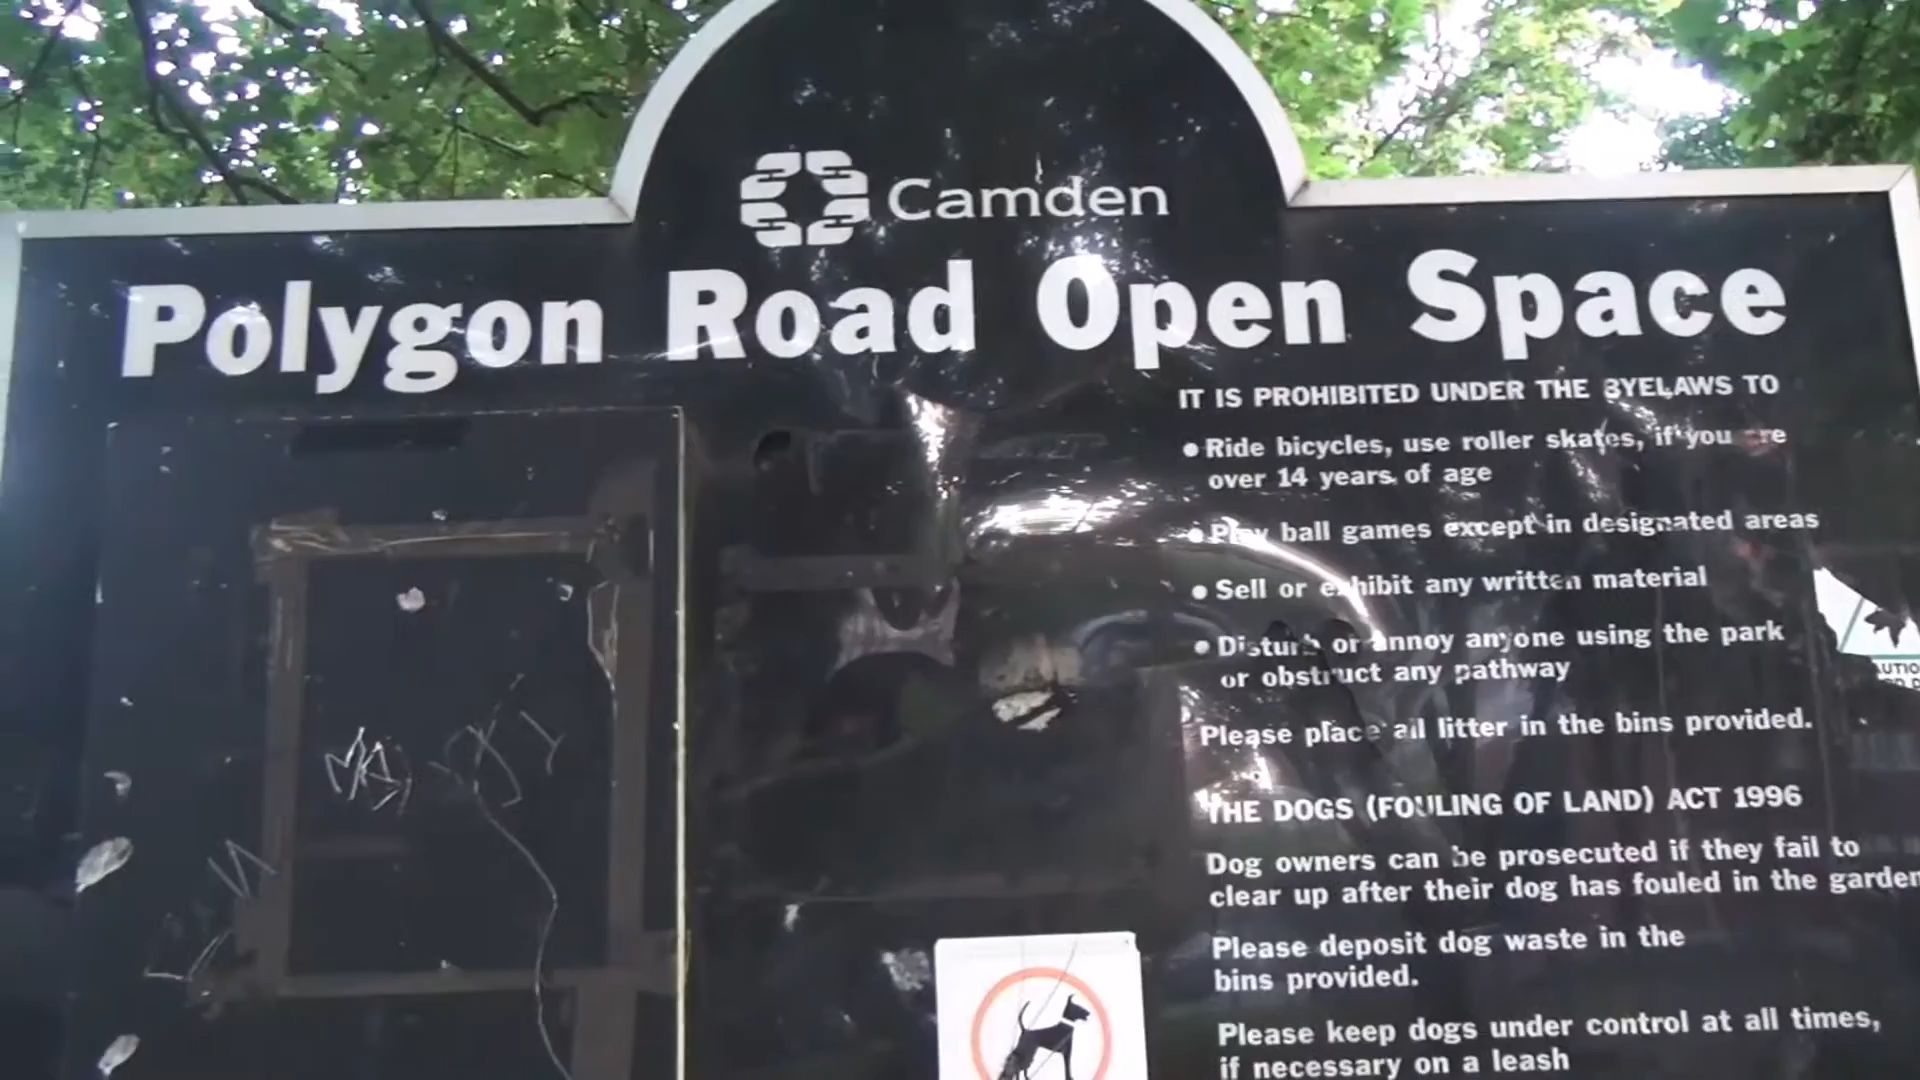 Camden
Polygon Road Open Space
IT IS PROHIBITED UNDER THE BYELAWS TO
• Ride bicycles, use roller skates, if you are
over 14 years of age
• Play ball games except in designated areas
• Sell or exhibit any written material
• Disturb or annoy anyone using the park
or obstruct any pathway
Please place all litter in the bins provided.
THE DOGS (FOULING OF LAND) ACT 1996
Dog owners can be prosecuted if they fail to
clear up after their dog has fouled in the garden
Please deposit dog waste in the
bins provided.
Please keep dogs under control at all times,
if necessary on a leash